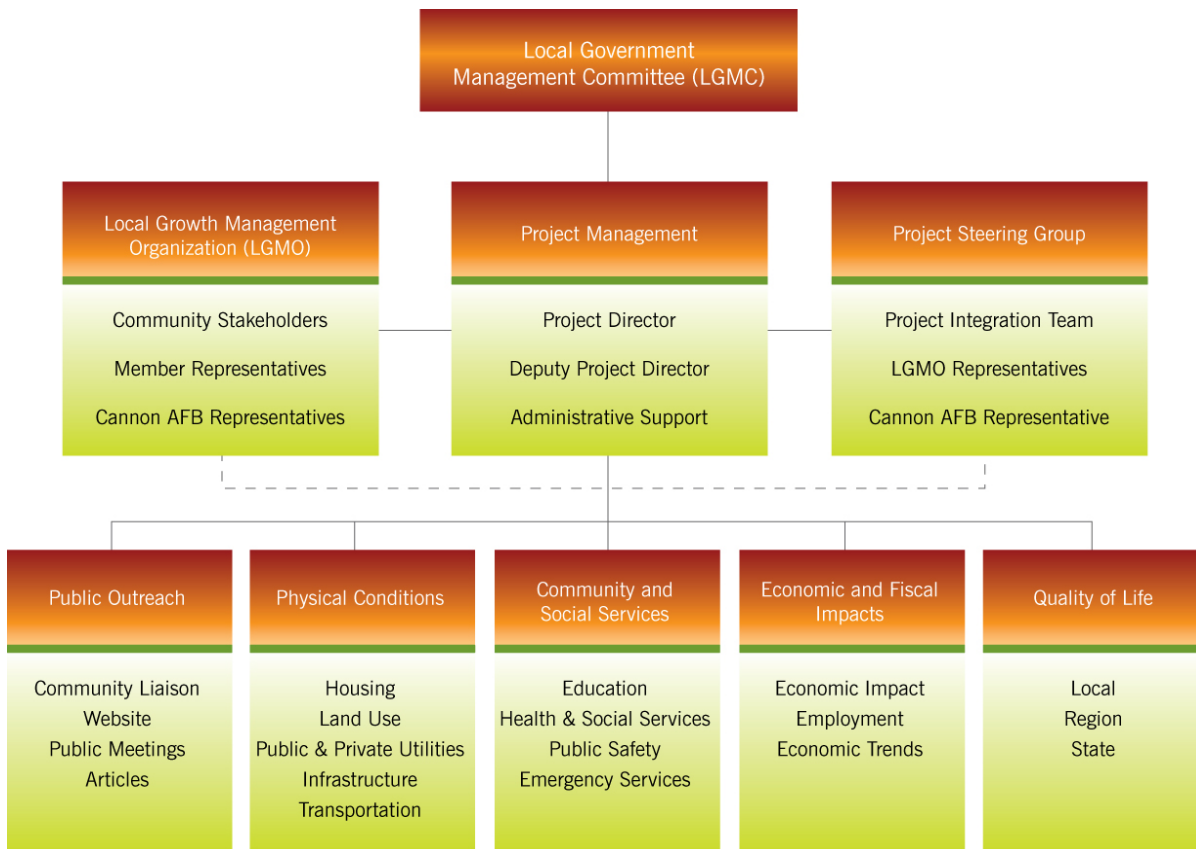 Local Government
Management Committee (LGMC)
Local Growth Management
Organization (LGMO)
Community Stakeholders
Member Representatives
Cannon AFB Representatives
Project Management
Project Director
Deputy Project Director
Administrative Support
Project Steering Group
Project Integration Team
LGMO Representatives
Cannon AFB Representative
Public Outreach
Community Liaison
Website
Public Meetings
Articles
Physical Conditions
Housing
Land Use
Public & Private Utilities
Infrastructure
Transportation
Community and
Social Services
Education
Health & Social Services
Public Safety
Emergency Services
Economic and Fiscal
Impacts
Economic Impact
Employment
Economic Trends
Quality of Life
Local
Region
State